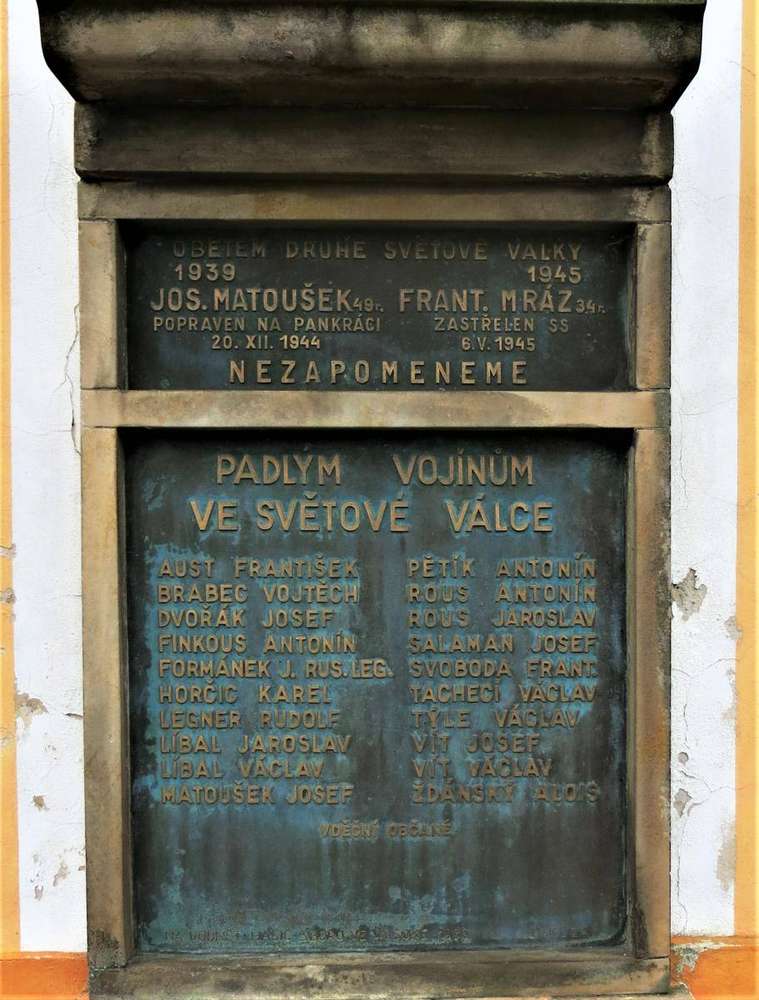 OBĚTEM DRUHÉ SVĚTOVÉ VÁLKY
1939 1945
JOS. MATOUŠEK 49r. FRANT. MRÁZ 34r.
POPRAVEN NA PANKRÁCI ZASTŘELEN SS
20. XII. 1944 6.V. 1945
NEZAPOMENEME
PADLÝM VOJÍNŮM
VE SVĚTOVÉ VÁLCE
AUST FRANTIŠEK PĚTÍK ANTONÍN
BRABEC VOJTĚCH ROUS ANTONÍN
DVOŘÁK JOSEF ROUS JAROSLAV
FINKOUS ANTONÍN SALAMAN JOSEF
FORMÁNEK J. RUS. LEG. SVOBODA FRANT.
HORČIC KAREL TACHECÍ VÁCLAV
LEGNER RUDOLF TÝLE VÁCLAV
LÍBAL JAROSLAV VÍT JOSEF
LÍBAL VÁCLAV VÍT VÁCLAV
MATOUŠEK JOSEF ŽĎÁNSKÝ ALOIS
VDĚČNÍ OBČANÉ.